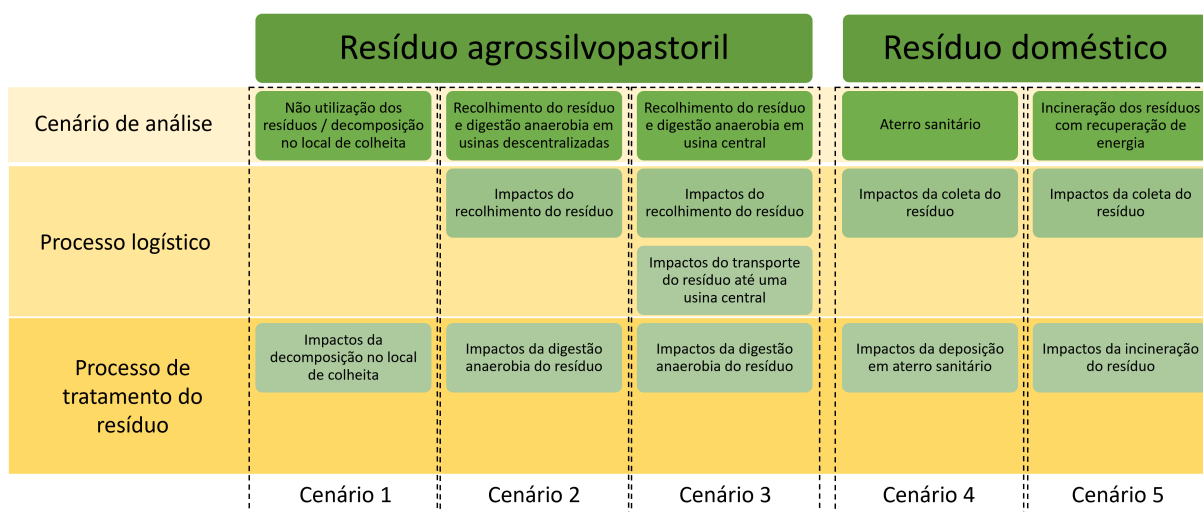 Resíduo agrossilvopastoril
Resíduo doméstico
Cenário de análise
Não utilização dos
resíduos / decomposição
no local de colheita
Recolhimento do resíduo
e digestão anaerobia em
usinas descentralizadas
Recolhimento do resíduo
e digestão anaerobia em
usina central
Aterro sanitário
Incineração dos resíduos
com recuperação de
energia
Processo logístico
Impactos do
recolhimento do resíduo
Impactos do
recolhimento do resíduo
Impactos do transporte
do resíduo até uma
usina central
Impactos da coleta do
resíduo
Impactos da coleta do
resíduo
Processo de
tratamento do
resíduo
Impactos da
decomposição no local
de colheita
Impactos da digestão
anaerobia do resíduo
Impactos da digestão
anaerobia do resíduo
Impactos da deposição
em aterro sanitário
Impactos da incineração
do resíduo
Cenário 1
Cenário 2
Cenário 3
Cenário 4
Cenário 5